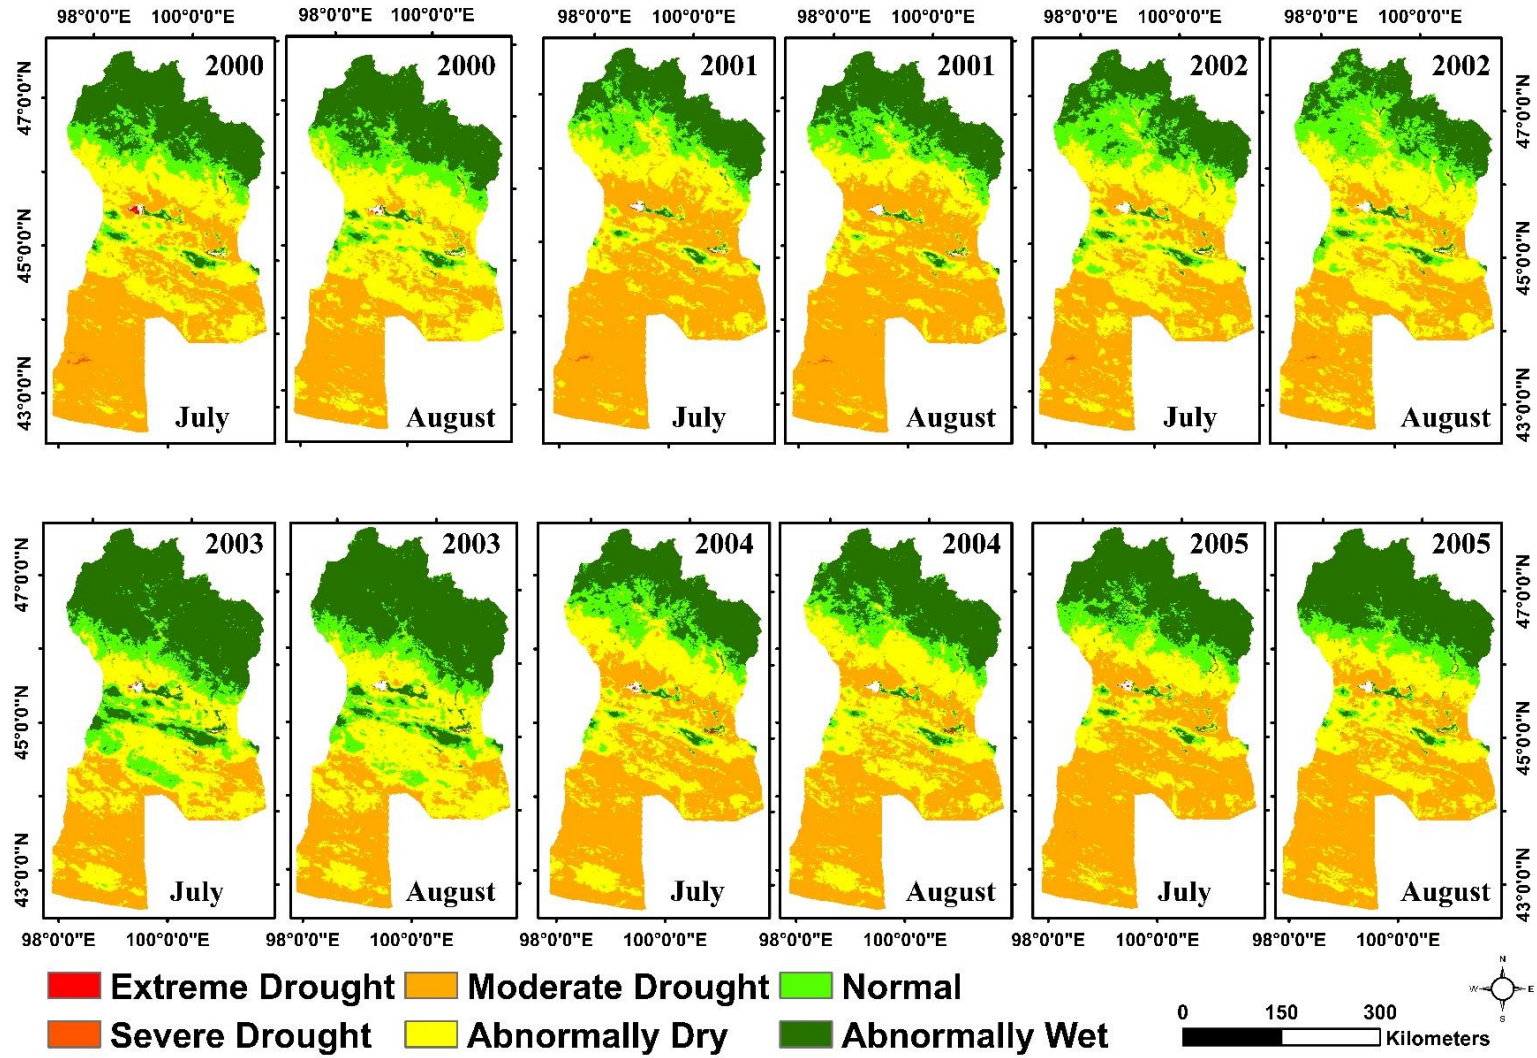 98°0'0"E 100°0'0"E 98°0'0"E 100°0'0"E 98°0'0"E 100°0'0"E 98°0'0"E 100°0'0"E 98°0'0"E 100°0'0"E 98°0'0"E 100°0'0"E
2000 2000 2001 2001 2002 2002
47°0'0"N 47°0'0"N
45°0'0"N 45°0'0"N
43°0'0"N 43°0'0"N
July August July August July August
2003 2003 2004 2004 2005 2005
47°0'0"N 47°0'0"N
45°0'0"N 45°0'0"N
43°0'0"N 43°0'0"N
July August July August July August
98°0'0"E 100°0'0"E 98°0'0"E 100°0'0"E 98°0'0"E 100°0'0"E 98°0'0"E 100°0'0"E 98°0'0"E 100°0'0"E 98°0'0"E 100°0'0"E
Extreme Drought Moderate Drought Normal
Severe Drought Abnormally Dry Abnormally Wet
N
W E
S
0 150 300
Kilometers